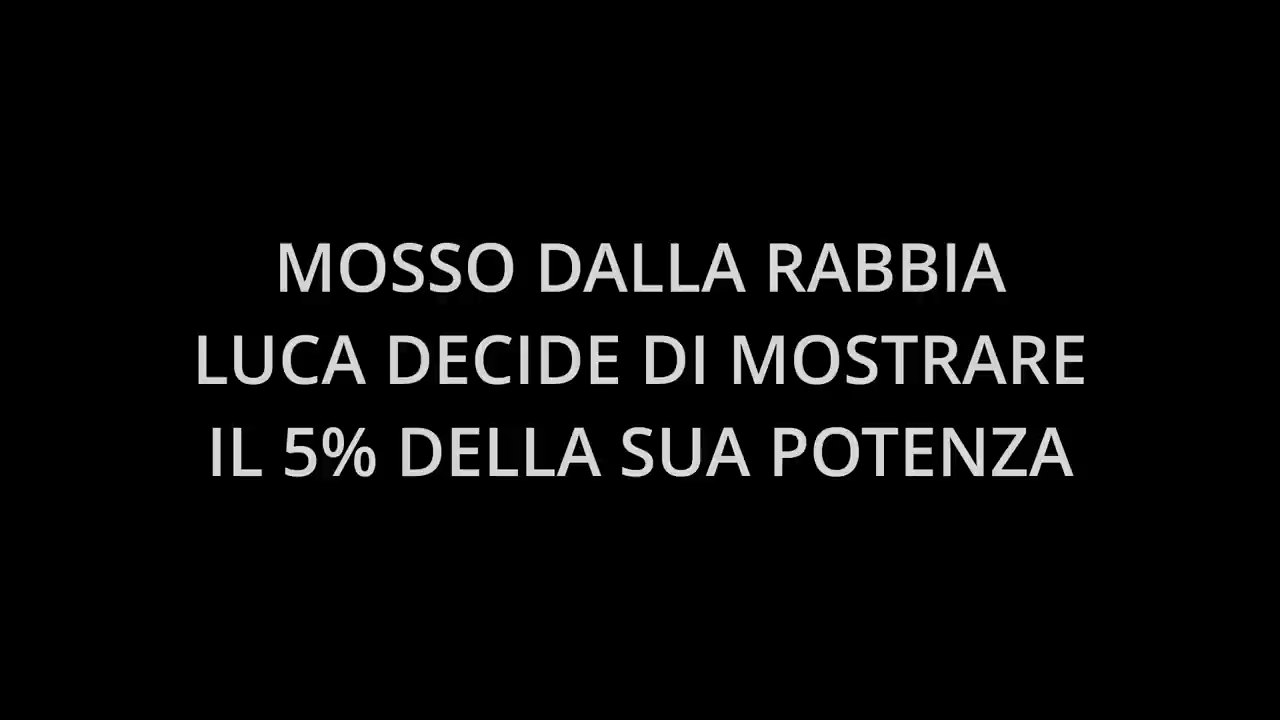 MOSSO DALLA RABBIA
LUCA DECIDE DI MOSTRARE
IL 5% DELLA SUA POTENZA